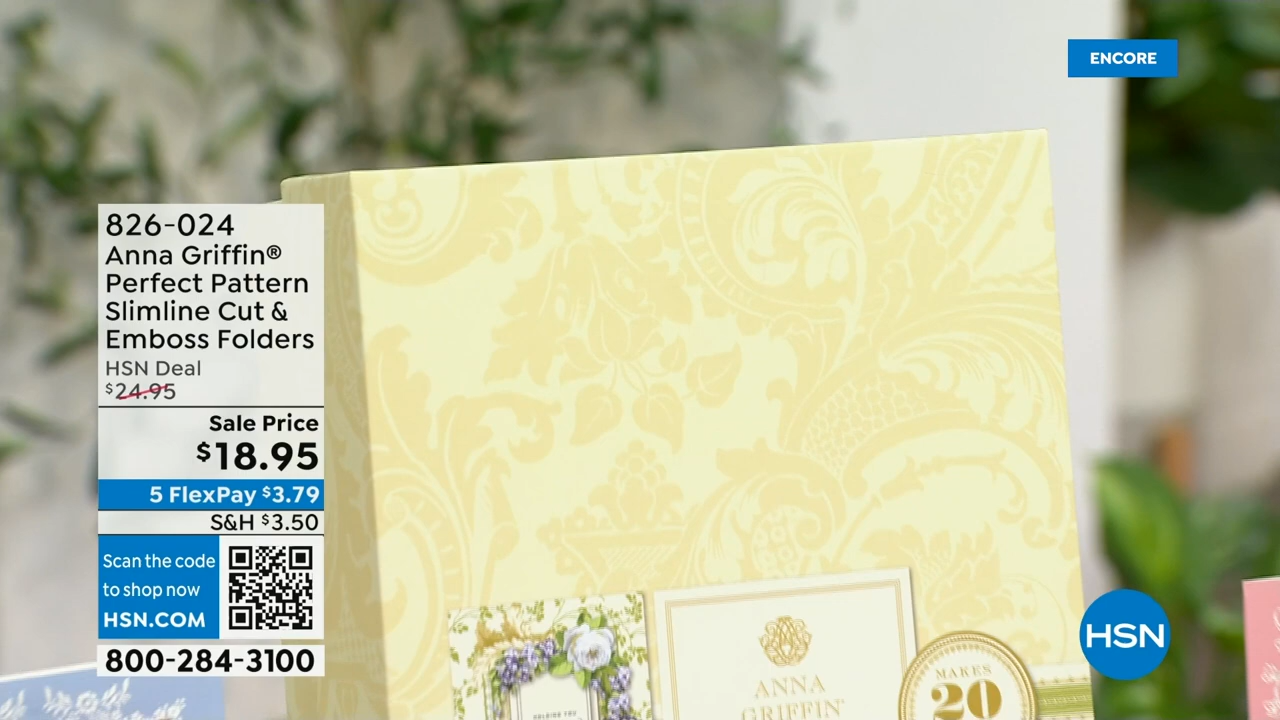 ENCORE
826-024
Anna Griffin®
Perfect Pattern
Slimline Cut &
Emboss Folders
HSN Deal
$24.95
Sale Price
$18.95
5 FlexPay $3.79
S&H $3.50
Scan the code
to shop now
HSN.COM
800-284-3100
HSN
ANNA
GRIFFIN
MAKES
20